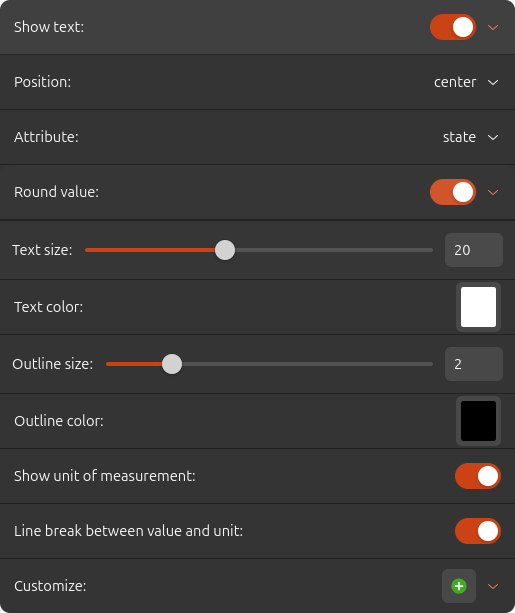 Show text:
Position: center
Attribute: state
Round value:
Text size: 20
Text color:
Outline size: 2
Outline color:
Show unit of measurement:
Line break between value and unit:
Customize: